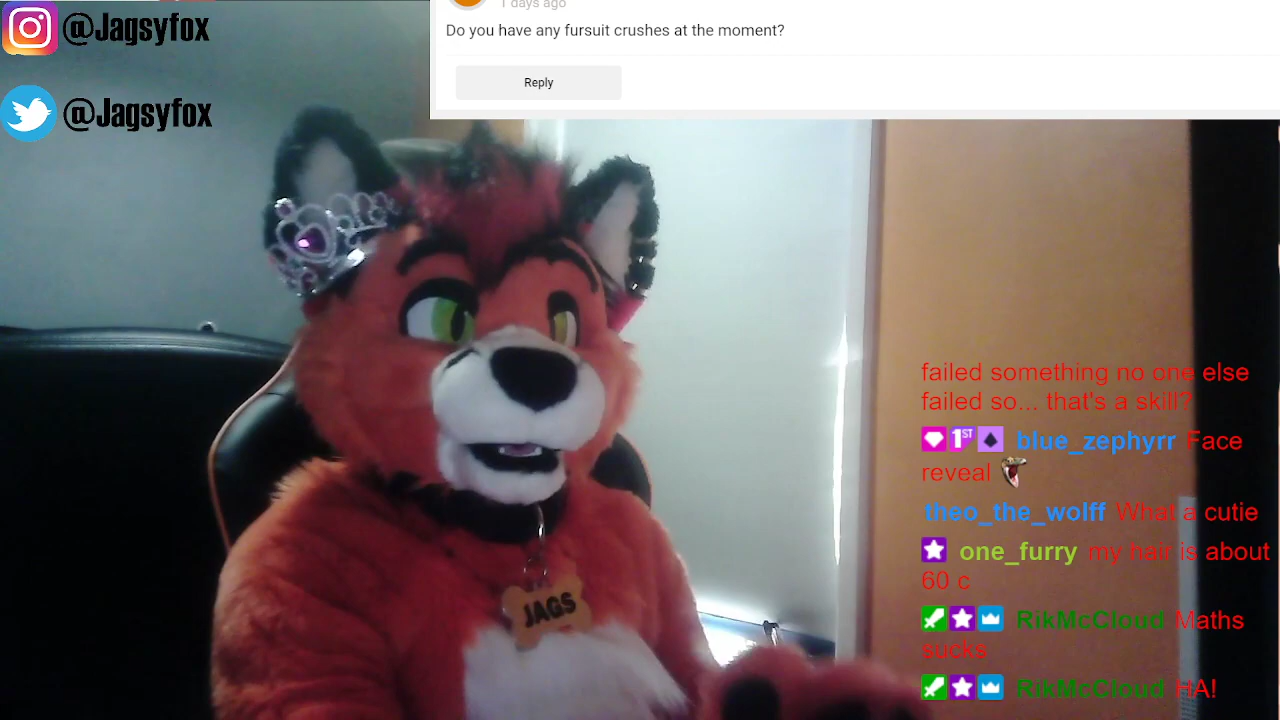 @Jagsyfox
@Jagsyfox
1 days ago
Do you have any fursuit crushes at the moment?
Reply
JAGS
failed something no one else
failed so... that's a skill?
1ST blue_zephyrr Face
reveal
theo_the_wolff What a cutie
one_furry my hair is about
60 c
RikMcCloud Maths
sucks
RikMcCloud HA!